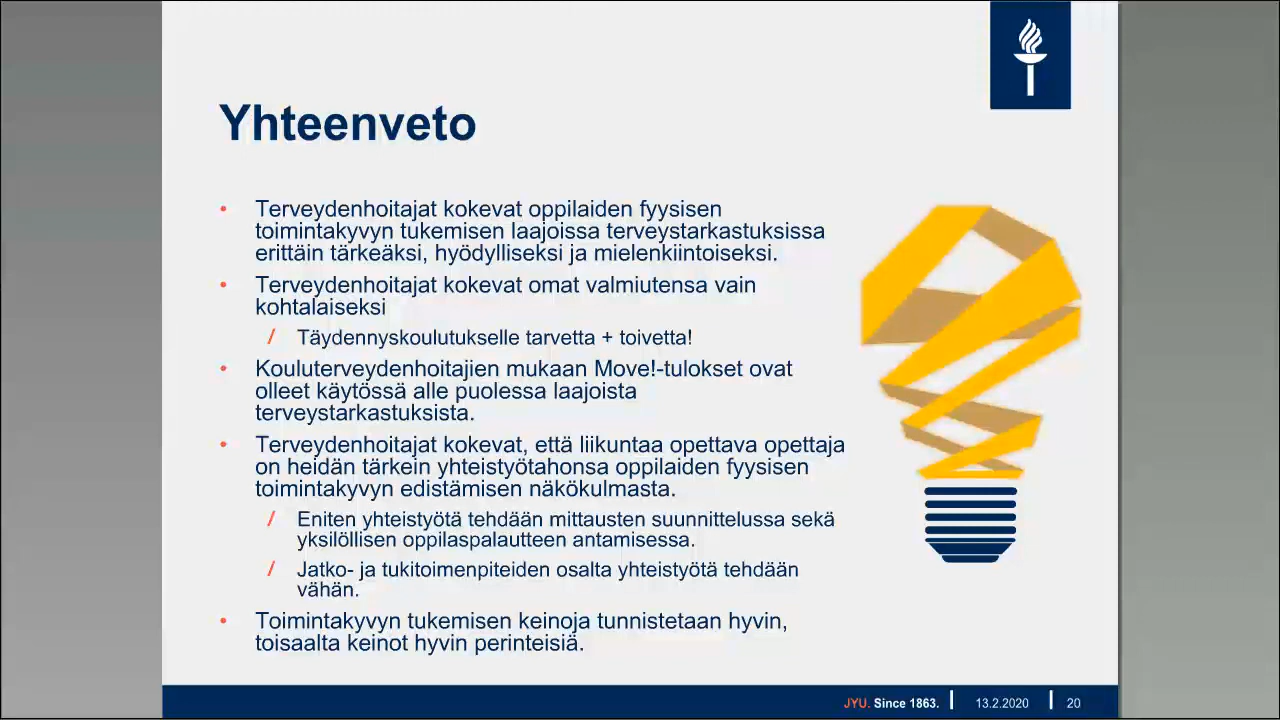 Yhteenveto
• Terveydenhoitajat kokevat oppilaiden fyysisen
toimintakyvyn tukemisen laajoissa terveystarkastuksissa
erittäin tärkeäksi, hyödylliseksi ja mielenkiintoiseksi.
• Terveydenhoitajat kokevat omat valmiutensa vain
kohtalaiseksi
/ Täydennyskoulutukselle tarvetta + toivetta!
• Kouluterveydenhoitajien mukaan Move!-tulokset ovat
olleet käytössä alle puolessa laajoista
terveystarkastuksista.
• Terveydenhoitajat kokevat, että liikuntaa opettava opettaja
on heidän tärkein yhteistyötahonsa oppilaiden fyysisen
toimintakyvyn edistämisen näkökulmasta.
/ Eniten yhteistyötä tehdään mittausten suunnittelussa sekä
yksilöllisen oppilaspalautteen antamisessa.
/ Jatko- ja tukitoimenpiteiden osalta yhteistyötä tehdään
vähän.
• Toimintakyvyn tukemisen keinoja tunnistetaan hyvin,
toisaalta keinot hyvin perinteisiä.
JYU. Since 1863. | 13.2.2020 | 20